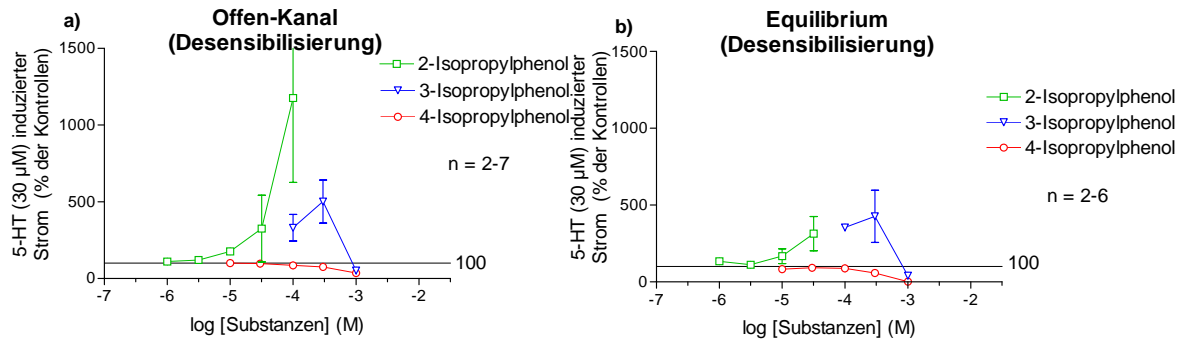 a)
Offen-Kanal
(Desensibilisierung)
5-HT (30 µM) induzierter
Strom (% der Kontrollen)
1500
1000
500
0
2-Isopropylphenol
3-Isopropylphenol
4-Isopropylphenol
n = 2-7
100
-7
-6
-5
-4
-3
-2
log [Substanzen] (M)
b)
Equilibrium
(Desensibilisierung)
5-HT (30 µM) induzierter
Strom (% der Kontrollen)
1500
1000
500
0
2-Isopropylphenol
3-Isopropylphenol
4-Isopropylphenol
n = 2-6
100
-7
-6
-5
-4
-3
-2
log [Substanzen] (M)